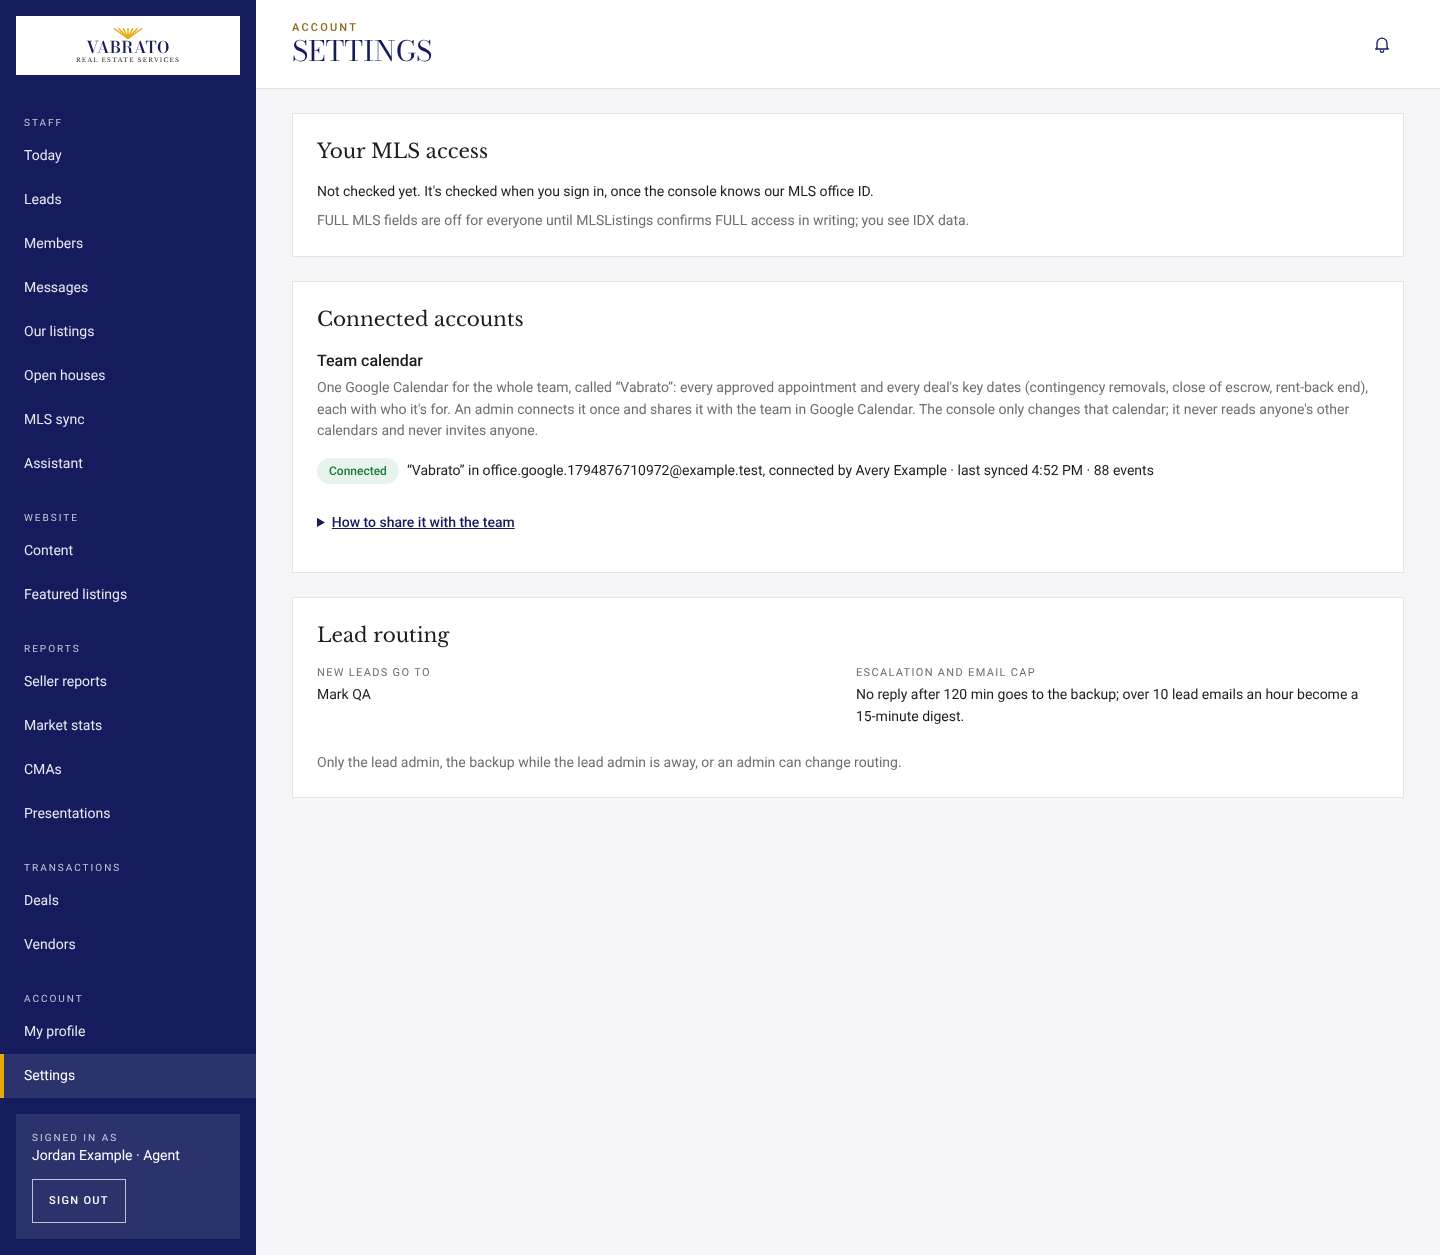 VABRATO
REAL ESTATE SERVICES
STAFF
Today
Leads
Members
Messages
Our listings
Open houses
MLS sync
Assistant
WEBSITE
Content
Featured listings
REPORTS
Seller reports
Market stats
CMAs
Presentations
TRANSACTIONS
Deals
Vendors
ACCOUNT
My profile
Settings
SIGNED IN AS
Jordan Example · Agent
SIGN OUT
ACCOUNT
SETTINGS
Your MLS access
Not checked yet. It's checked when you sign in, once the console knows our MLS office ID.
FULL MLS fields are off for everyone until MLSListings confirms FULL access in writing; you see IDX data.
Connected accounts
Team calendar
One Google Calendar for the whole team, called “Vabrato”: every approved appointment and every deal's key dates (contingency removals, close of escrow, rent-back end),
each with who it's for. An admin connects it once and shares it with the team in Google Calendar. The console only changes that calendar; it never reads anyone's other
calendars and never invites anyone.
Connected “Vabrato” in office.google.1794876710972@example.test, connected by Avery Example · last synced 4:52 PM · 88 events
How to share it with the team
Lead routing
NEW LEADS GO TO
Mark QA
ESCALATION AND EMAIL CAP
No reply after 120 min goes to the backup; over 10 lead emails an hour become a
15-minute digest.
Only the lead admin, the backup while the lead admin is away, or an admin can change routing.